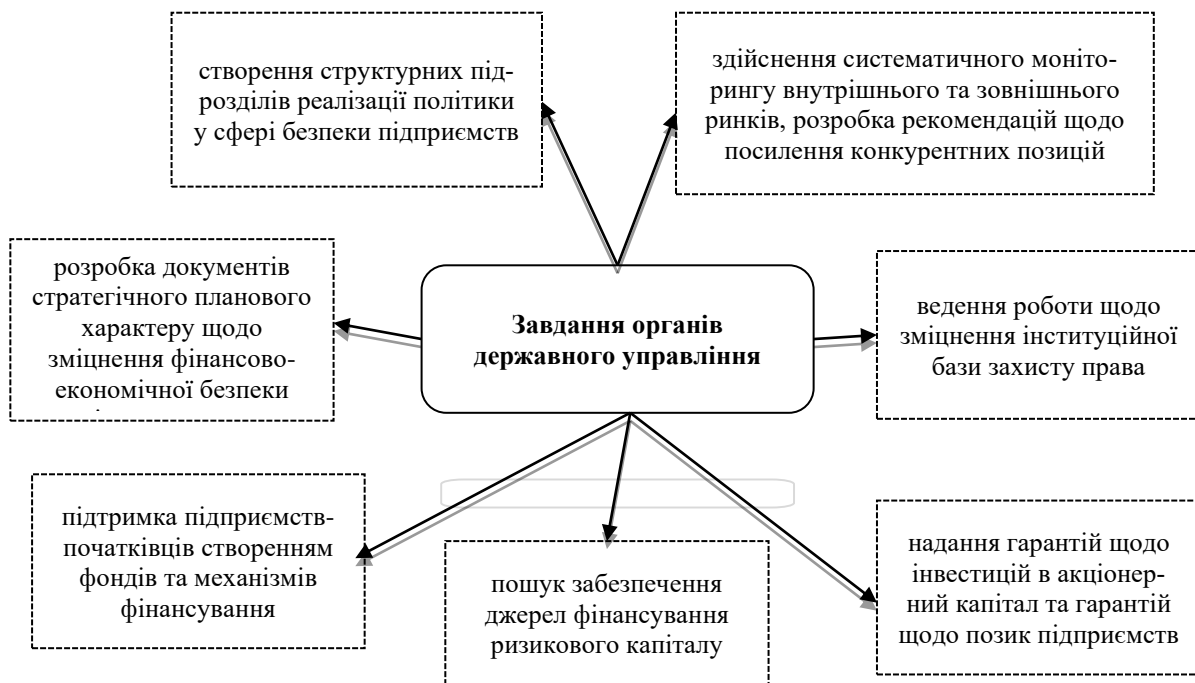 створення структурних під-
розділів реалізації політики
у сфері безпеки підприємств
здійснення систематичного моніто-
рингу внутрішнього та зовнішнього
ринків, розробка рекомендацій щодо
посилення конкурентних позицій
розробка документів
стратегічного планового
характеру щодо
зміцнення фінансово-
економічної безпеки
Завдання органів
державного управління
ведення роботи щодо
зміцнення інституційної
бази захисту права
підтримка підприємств-
початківців створенням
фондів та механізмів
фінансування
пошук забезпечення
джерел фінансування
ризикового капіталу
надання гарантій щодо
інвестицій в акціонер-
ний капітал та гарантій
щодо позик підприємств